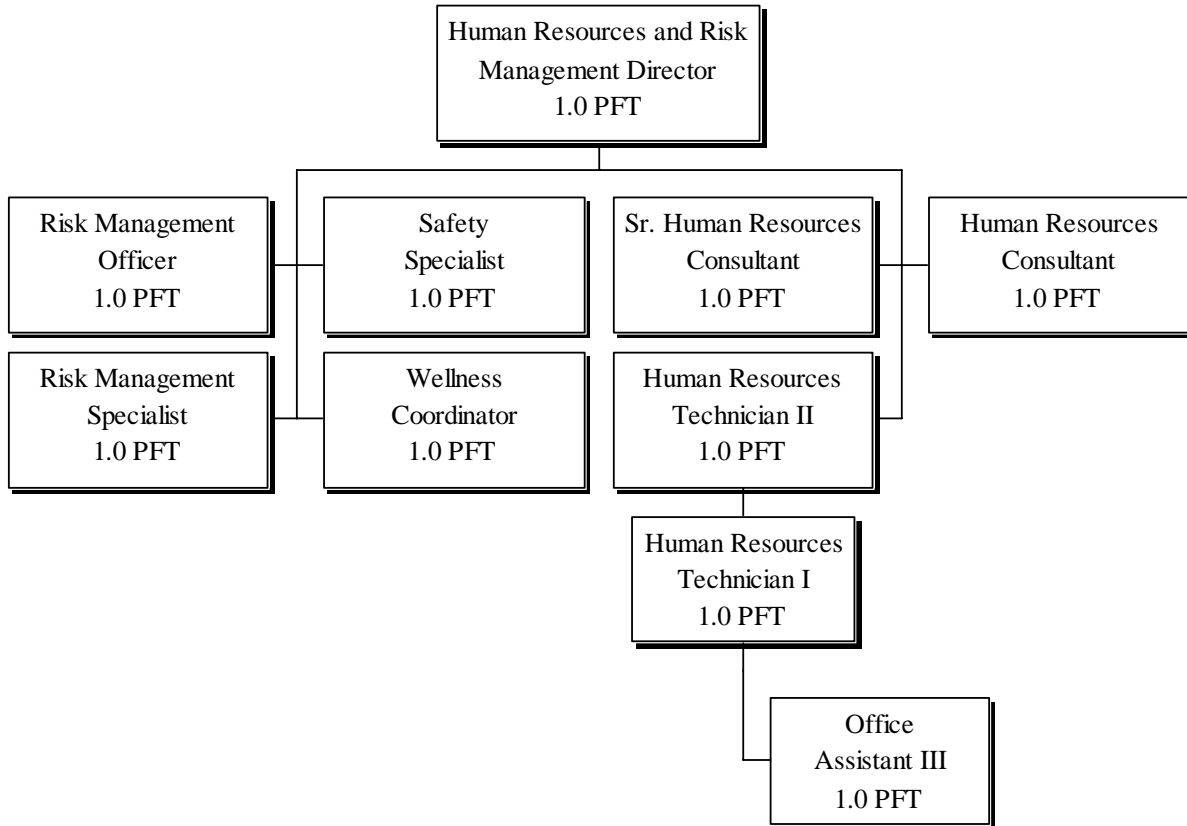 Human Resources and Risk
Management Director
1.0 PFT
Risk Management
Officer
1.0 PFT
Safety
Specialist
1.0 PFT
Sr. Human Resources
Consultant
1.0 PFT
Human Resources
Consultant
1.0 PFT
Risk Management
Specialist
1.0 PFT
Wellness
Coordinator
1.0 PFT
Human Resources
Technician II
1.0 PFT
Human Resources
Technician I
1.0 PFT
Office
Assistant III
1.0 PFT